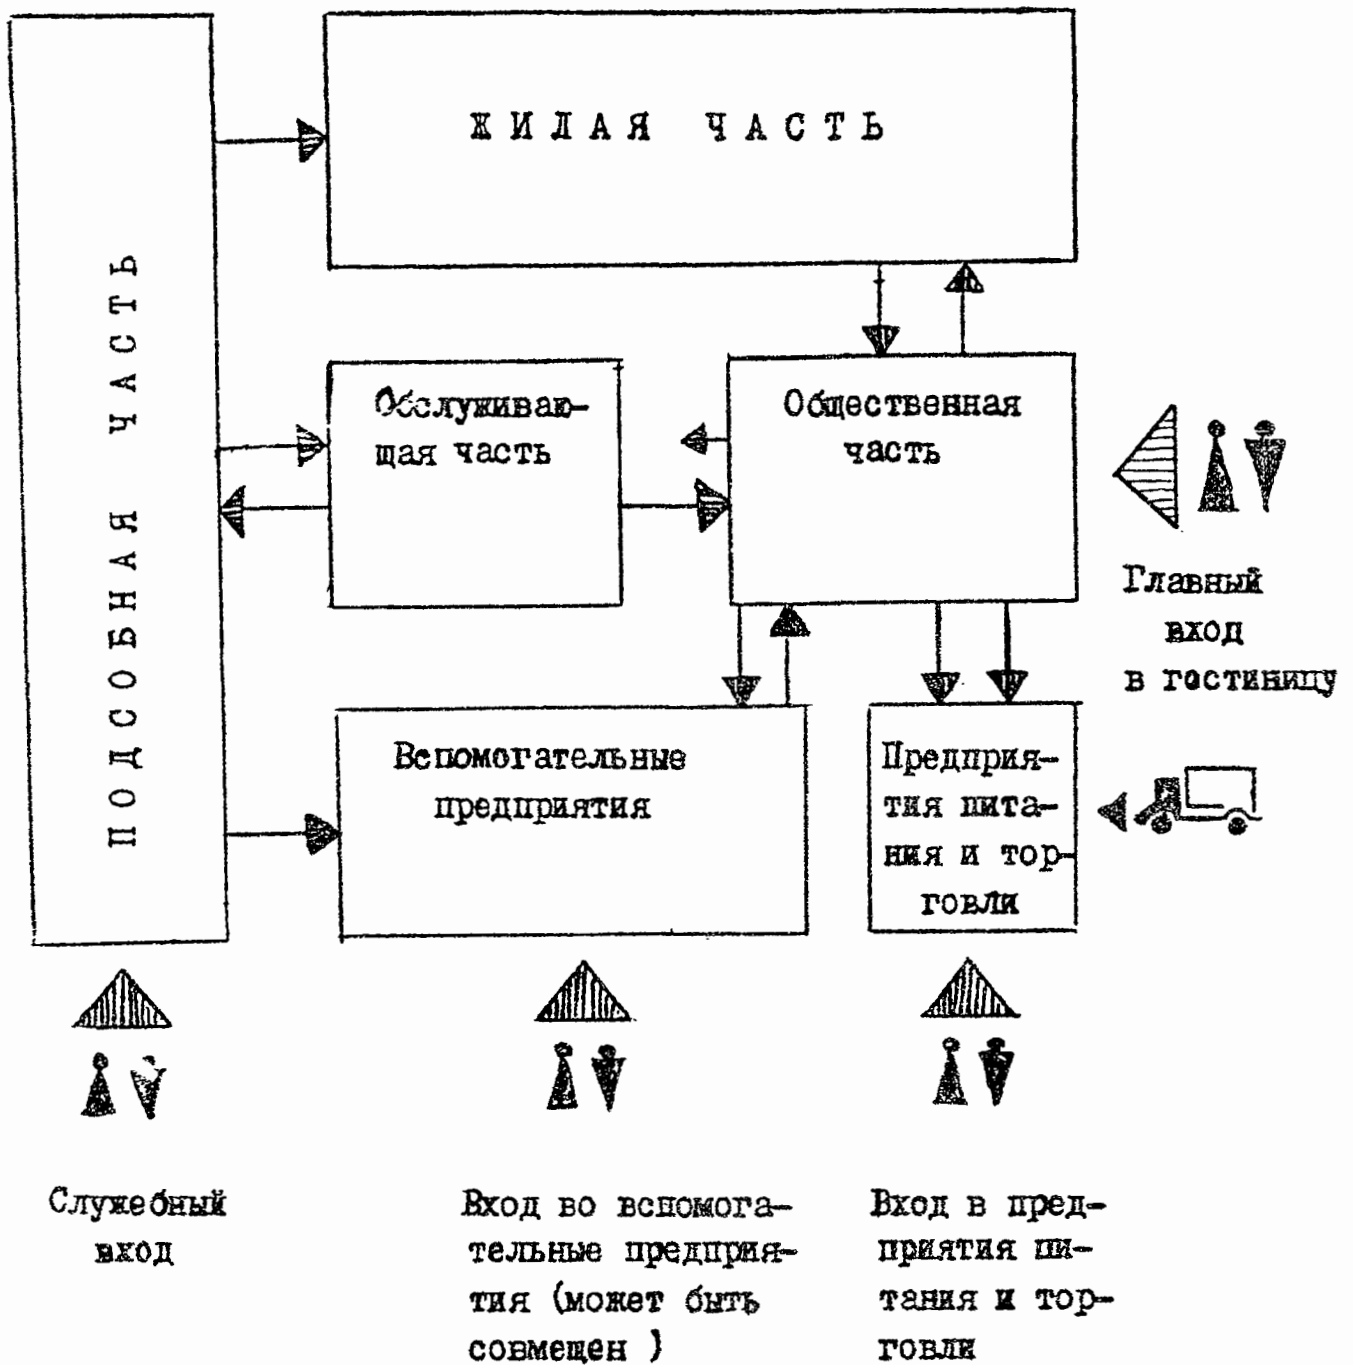 ЖИЛАЯ ЧАСТЬ
ПОДСОБНАЯ ЧАСТЬ
Обслуживаю-
щая часть
Общественная
часть
Главный
вход
в гостиницу
Вспомогательные
предприятия
Предприя-
тия пита-
ния и тор-
говли
Служебный
вход
Вход во вспомога-
тельные предприя-
тия (может быть
совмещен )
Вход в пред-
приятия пи-
тания и тор-
говли